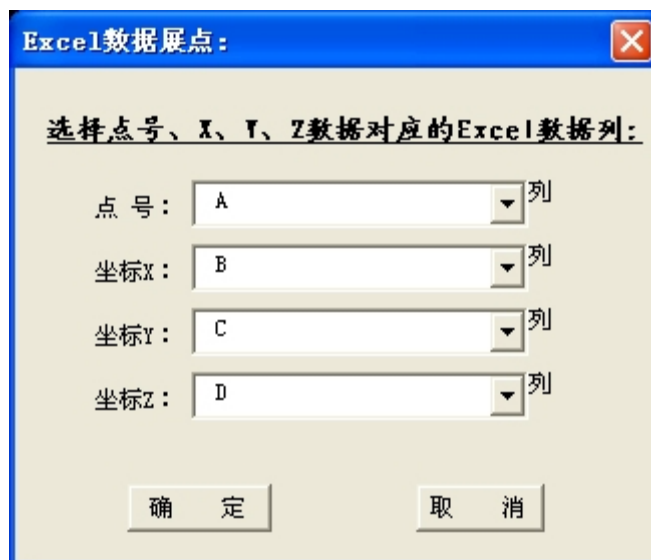 Excel数据展点:
选择点号、X、Y、Z数据对应的Excel数据列:
点 号: A 列
坐标X: B 列
坐标Y: C 列
坐标Z: D 列
确 定 取 消